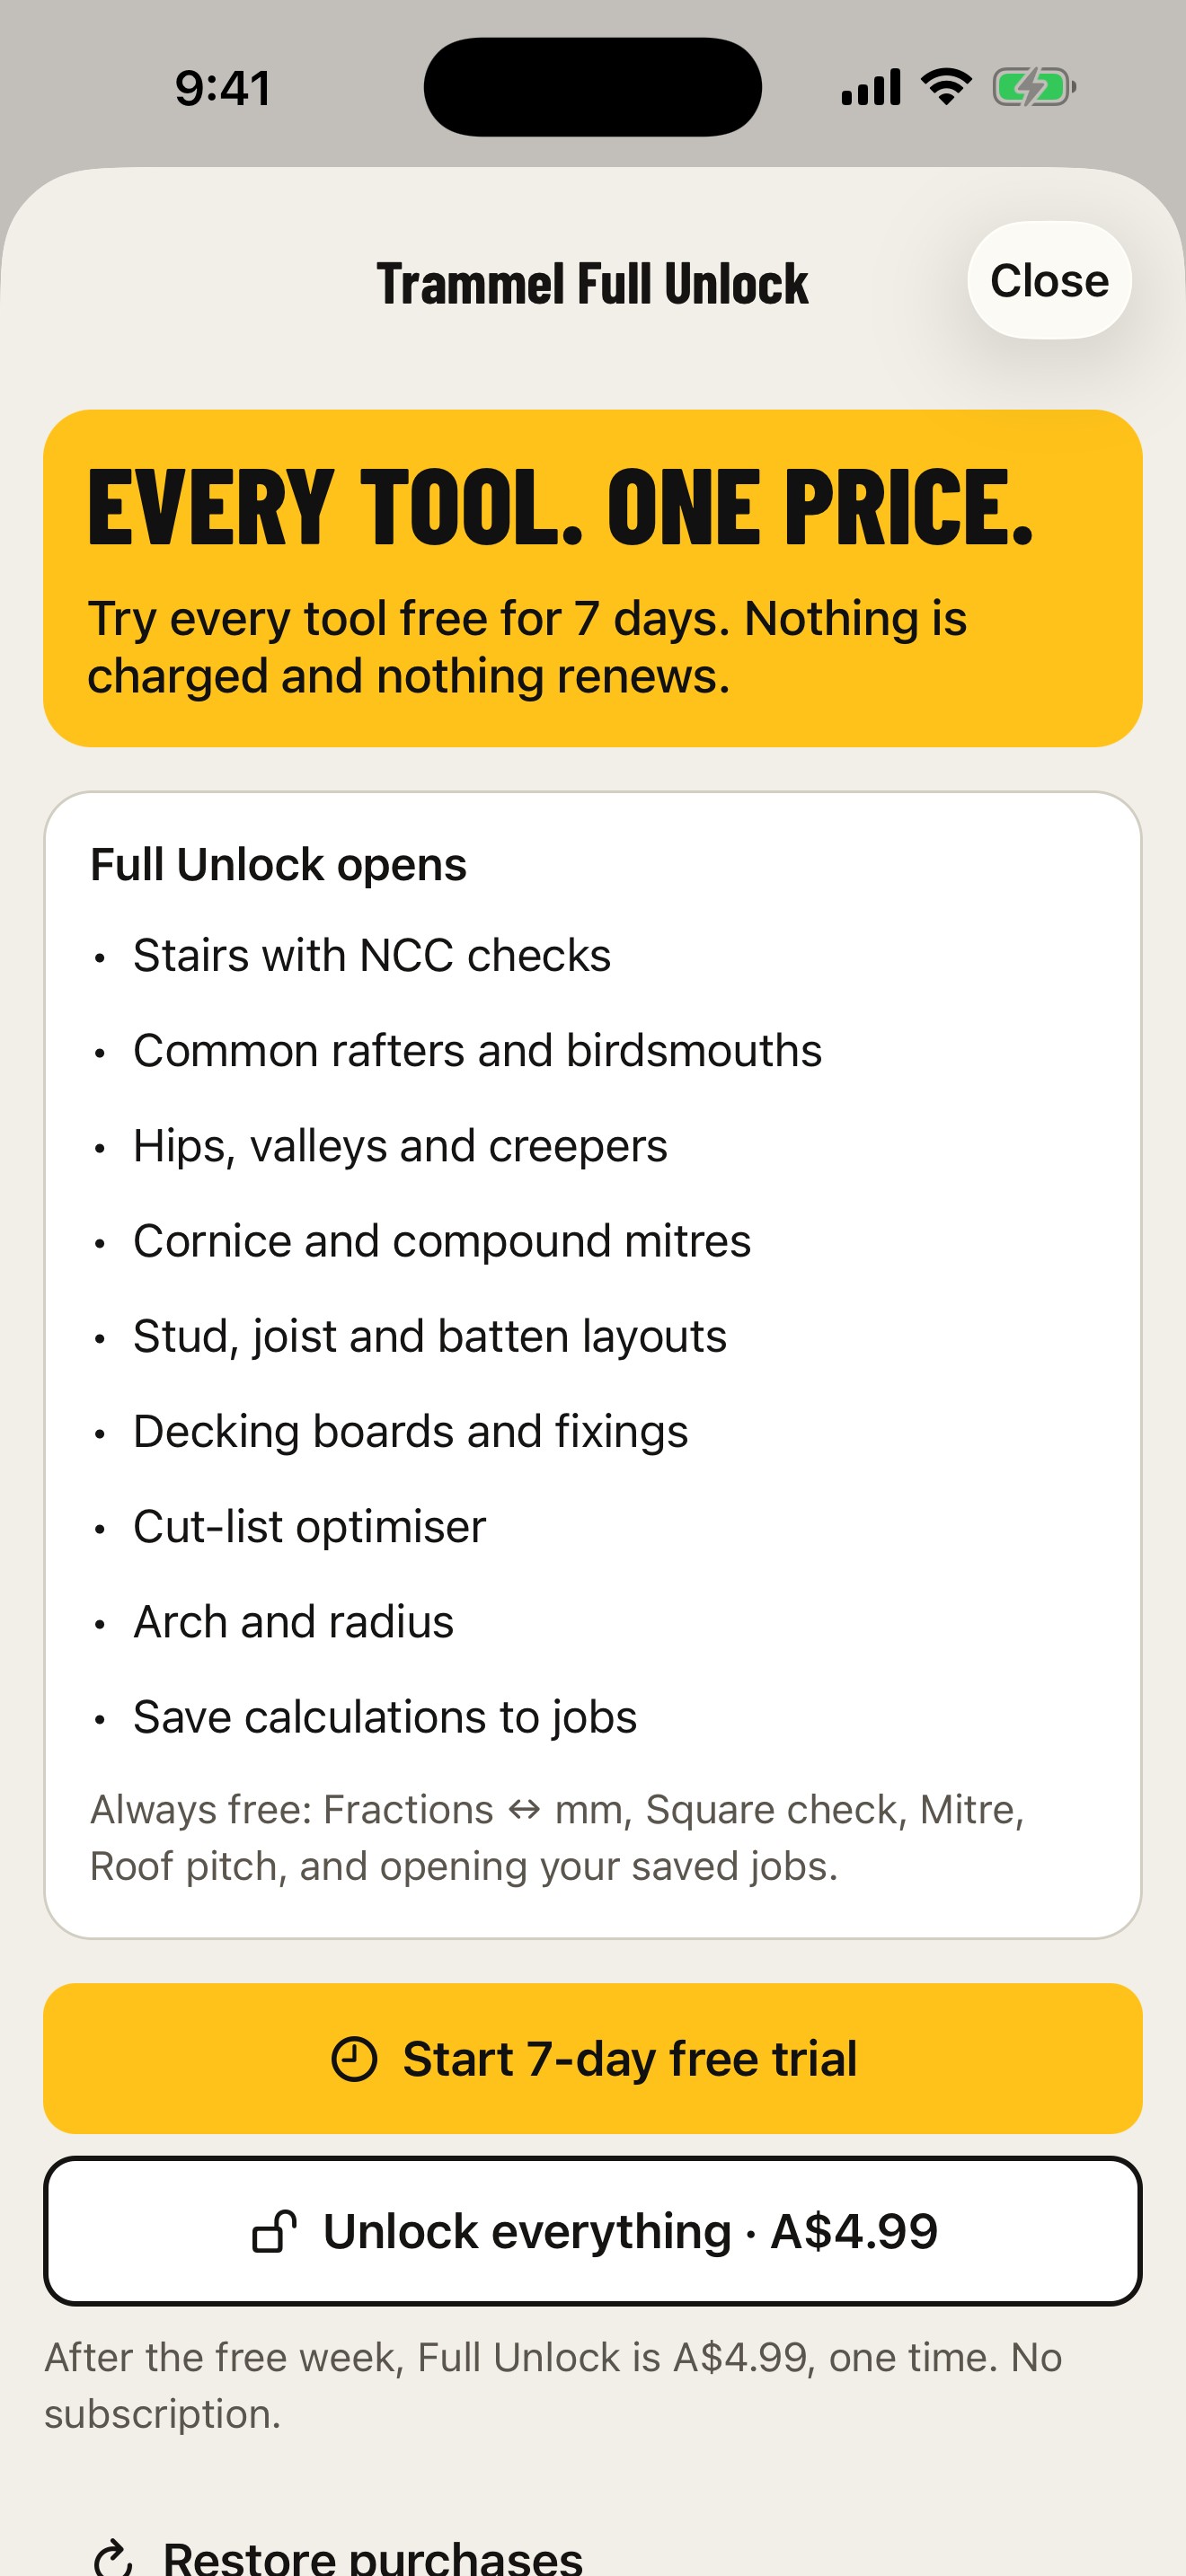 9:41
Trammel Full Unlock
Close
EVERY TOOL. ONE PRICE.
Try every tool free for 7 days. Nothing is
charged and nothing renews.
Full Unlock opens
• Stairs with NCC checks
• Common rafters and birdsmouths
• Hips, valleys and creepers
• Cornice and compound mitres
• Stud, joist and batten layouts
• Decking boards and fixings
• Cut-list optimiser
• Arch and radius
• Save calculations to jobs
Always free: Fractions ↔ mm, Square check, Mitre,
Roof pitch, and opening your saved jobs.
Start 7-day free trial
Unlock everything · A$4.99
After the free week, Full Unlock is A$4.99, one time. No
subscription.
Restore purchases